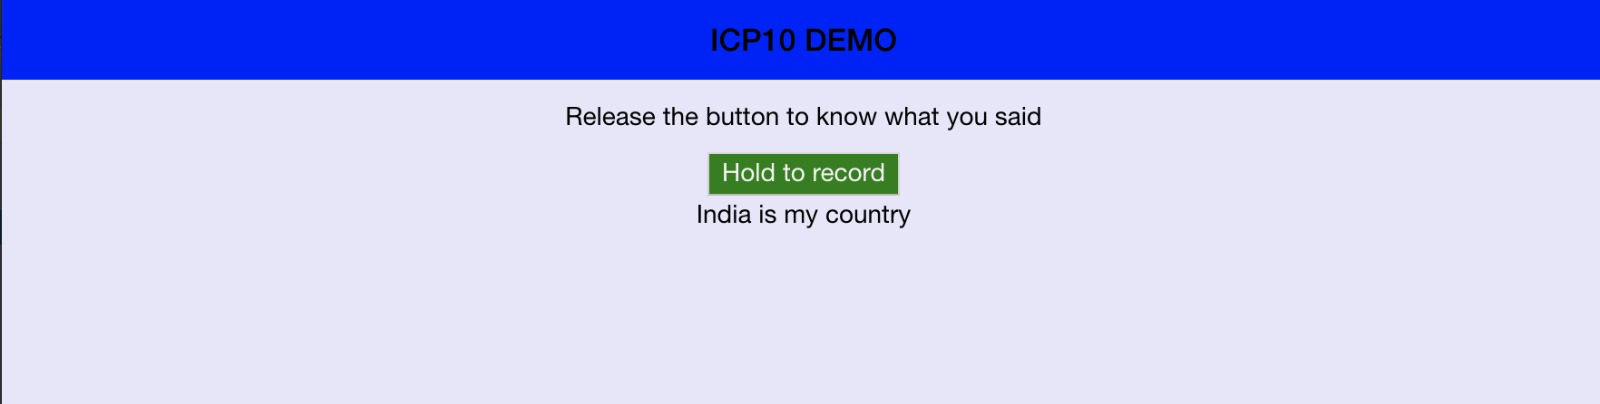 ICP10 DEMO
Release the button to know what you said
Hold to record
India is my country